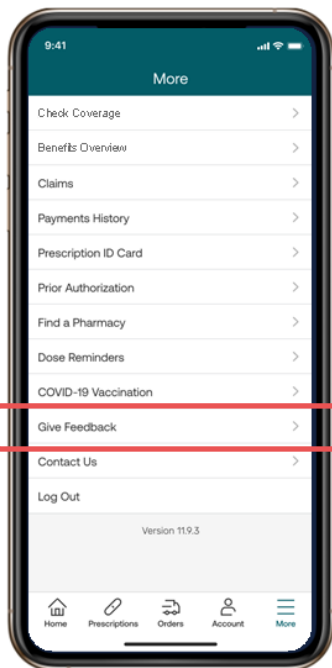 9:41
More
Check Coverage
Benefits Overview
Claims
Payments History
Prescription ID Card
Prior Authorization
Find a Pharmacy
Dose Reminders
COVID-19 Vaccination
Give Feedback
Contact Us
Log Out
Version 11.9.3
Home Prescriptions Orders Account More